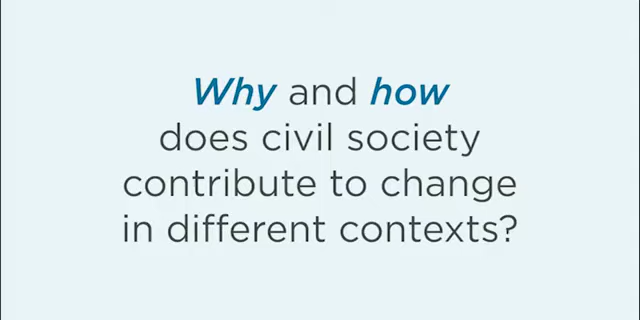 Why and how
does civil society
contribute to change
in different contexts?